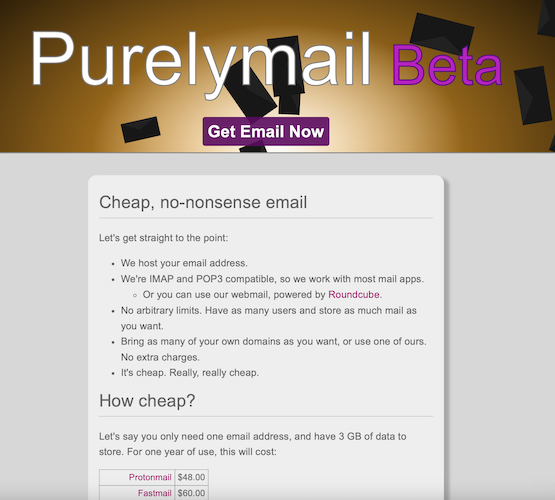 Purelymail Beta
Get Email Now
Cheap, no-nonsense email
Let's get straight to the point:
• We host your email address.
• We're IMAP and POP3 compatible, so we work with most mail apps.
◦ Or you can use our webmail, powered by Roundcube.
• No arbitrary limits. Have as many users and store as much mail as
you want.
• Bring as many of your own domains as you want, or use one of ours.
No extra charges.
• It's cheap. Really, really cheap.
How cheap?
Let's say you only need one email address, and have 3 GB of data to
store. For one year of use, this will cost:
Protonmail $48.00
Fastmail $60.00